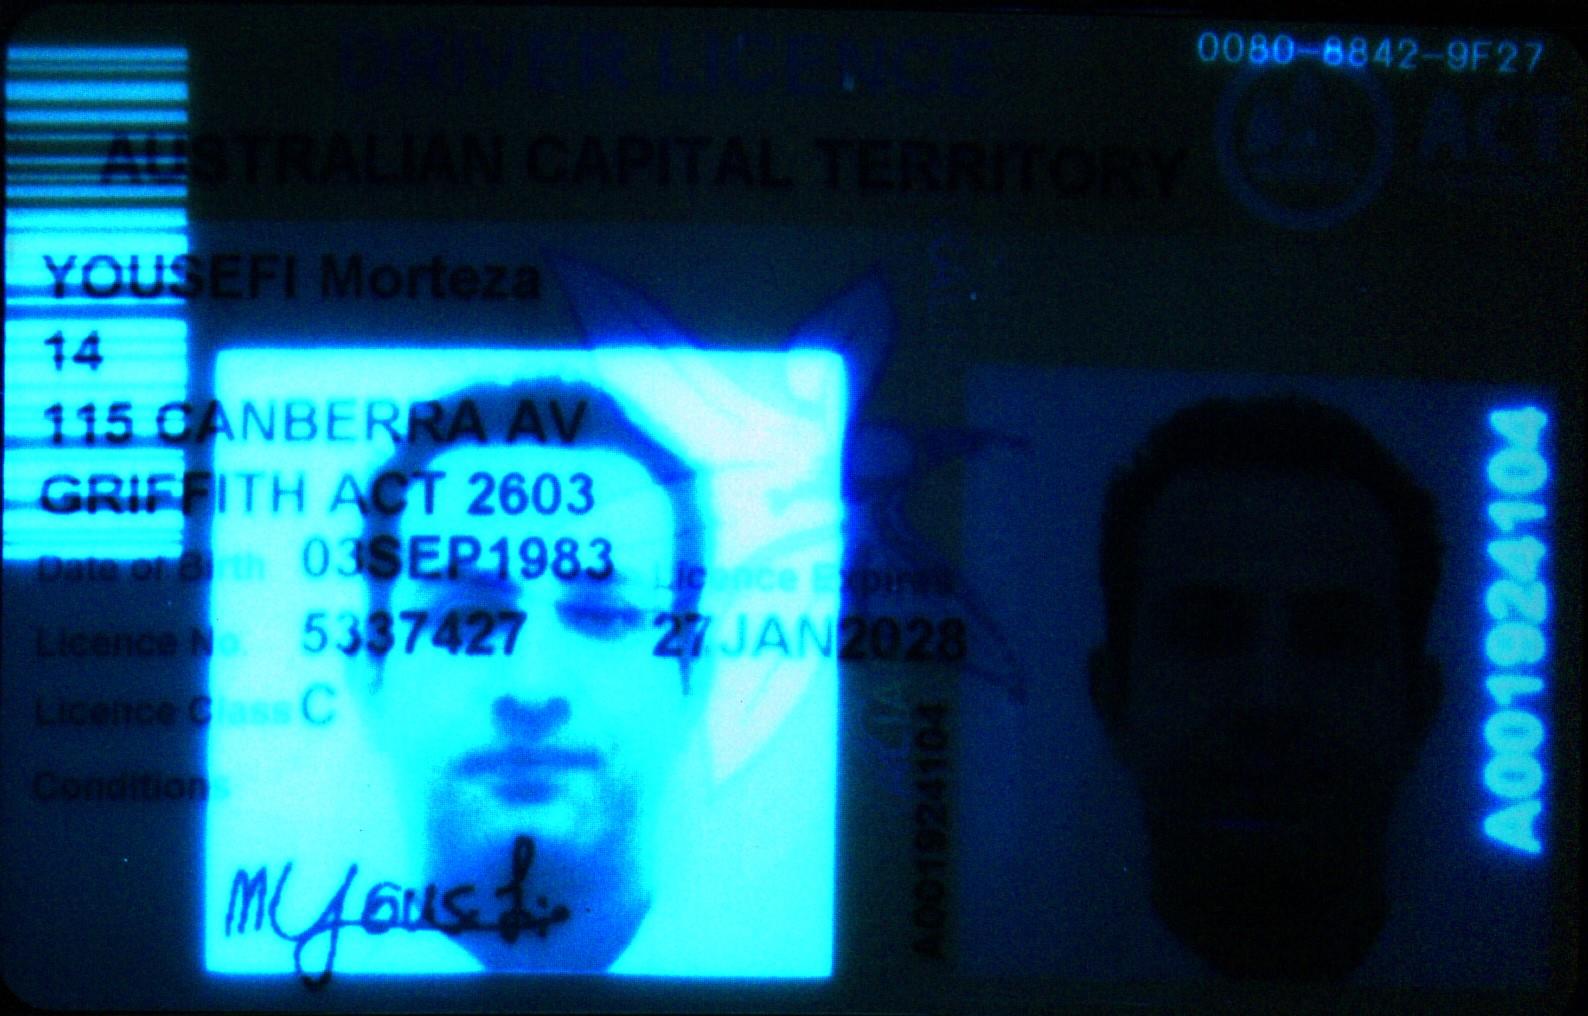 0080-8842-9F27
DRIVER LICENCE
ACT
AUSTRALIAN CAPITAL TERRITORY
YOUSEFI Morteza
14
115 CANBERRA AV
GRIFFITH ACT 2603
Date of Birth 03SEP1983
Licence Expires
Licence No. 5337427 27JAN2028
Licence Class C
Conditions
M Yousefi
A001924104
A001924104